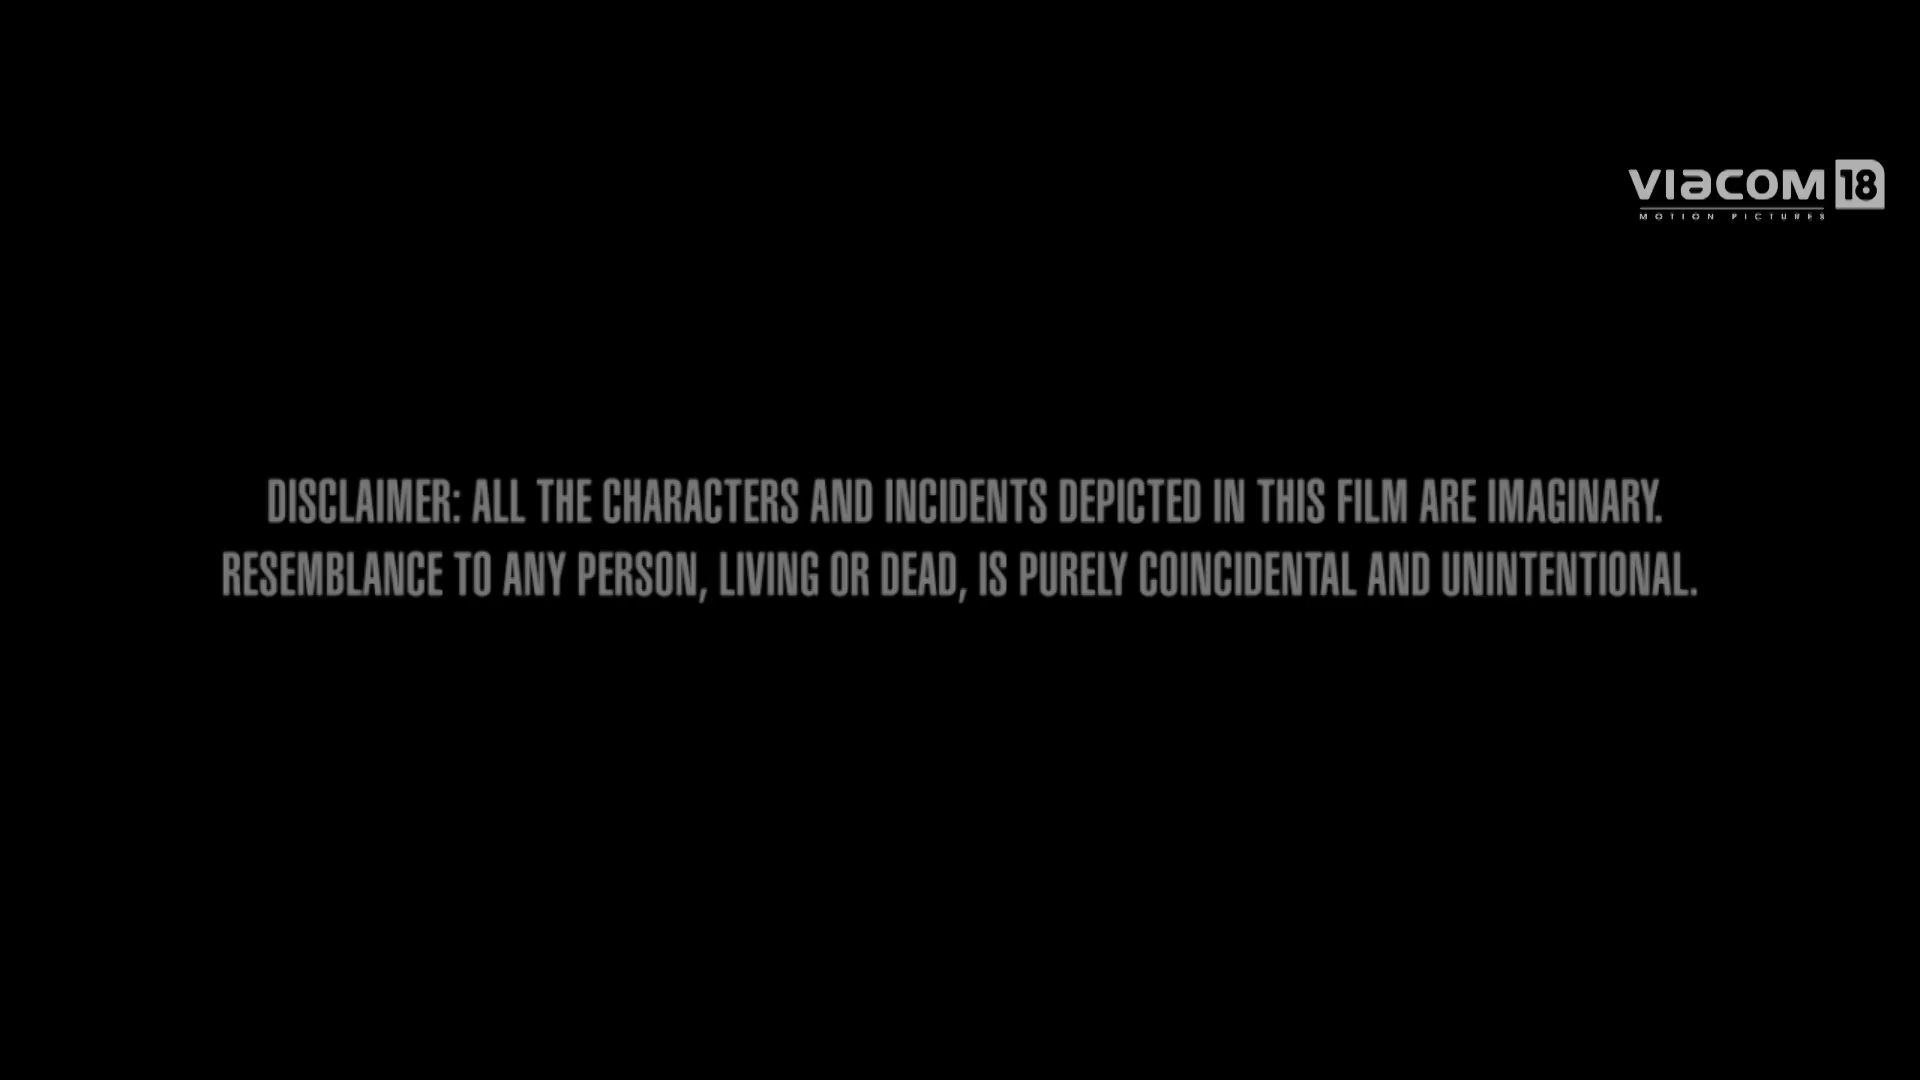 VIACOM 18
MOTION PICTURES
DISCLAIMER: ALL THE CHARACTERS AND INCIDENTS DEPICTED IN THIS FILM ARE IMAGINARY.
RESEMBLANCE TO ANY PERSON, LIVING OR DEAD, IS PURELY COINCIDENTAL AND UNINTENTIONAL.